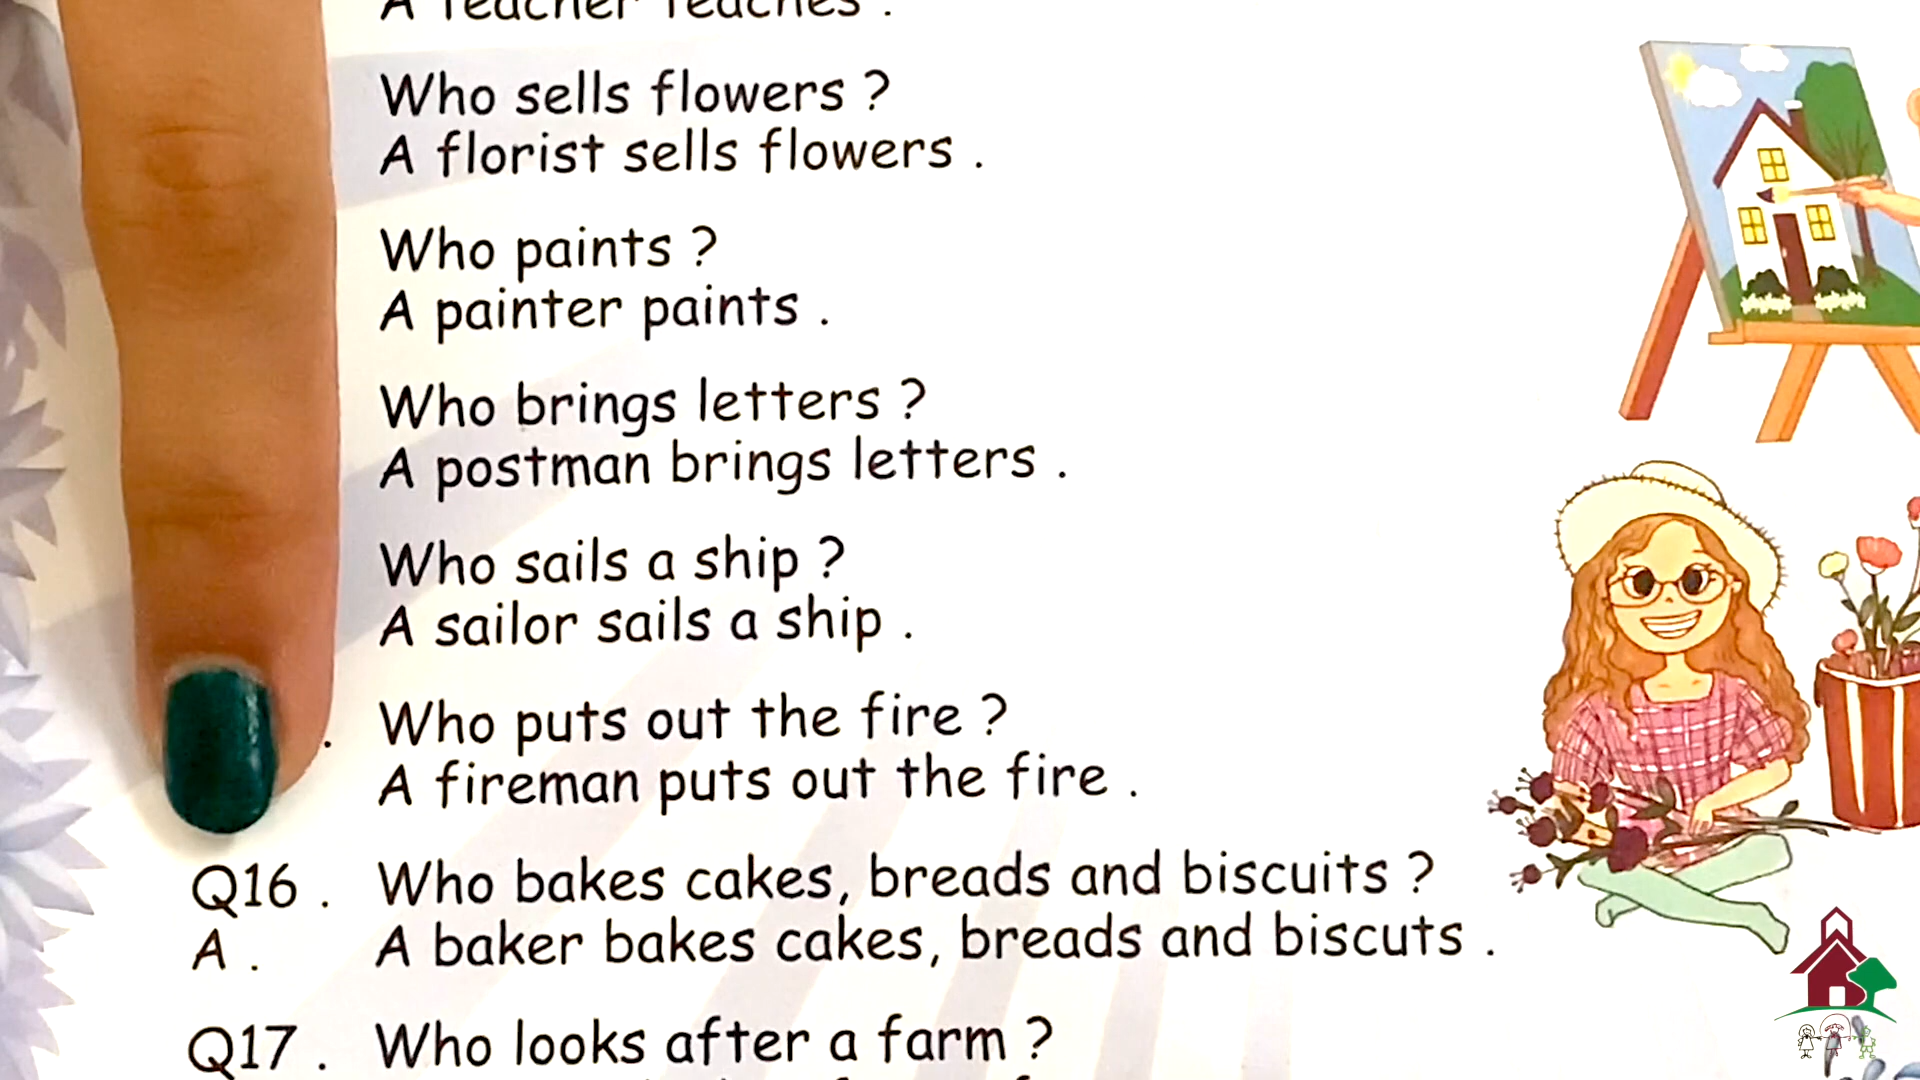 A Teacher Teaches .
Who sells flowers ?
A florist sells flowers .
Who paints ?
A painter paints .
Who brings letters ?
A postman brings letters .
Who sails a ship ?
A sailor sails a ship .
. Who puts out the fire ?
A fireman puts out the fire .
Q16 . Who bakes cakes, breads and biscuits ?
A . A baker bakes cakes, breads and biscuts .
Q17 . Who looks after a farm ?